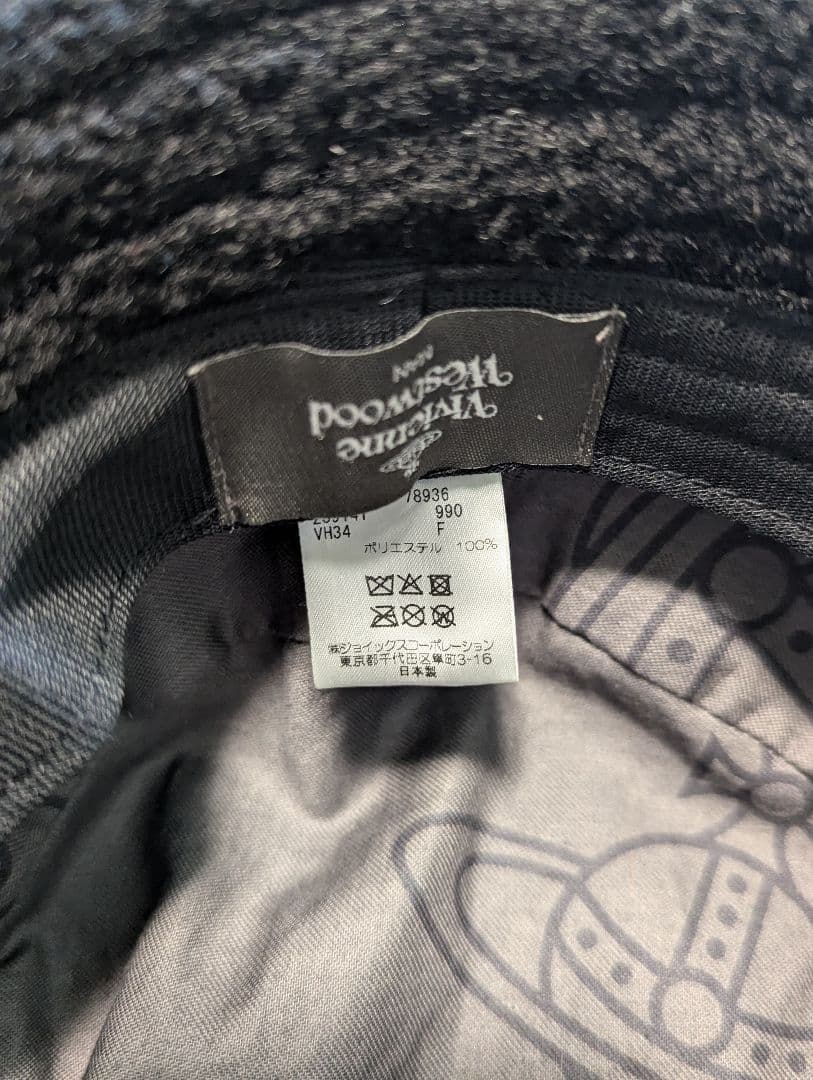 Vivienne
Westwood
78936
990
VH34 F
ポリエステル 100%
㈱ジョイックスコーポレーション
東京都千代田区隼町3-16
日本製